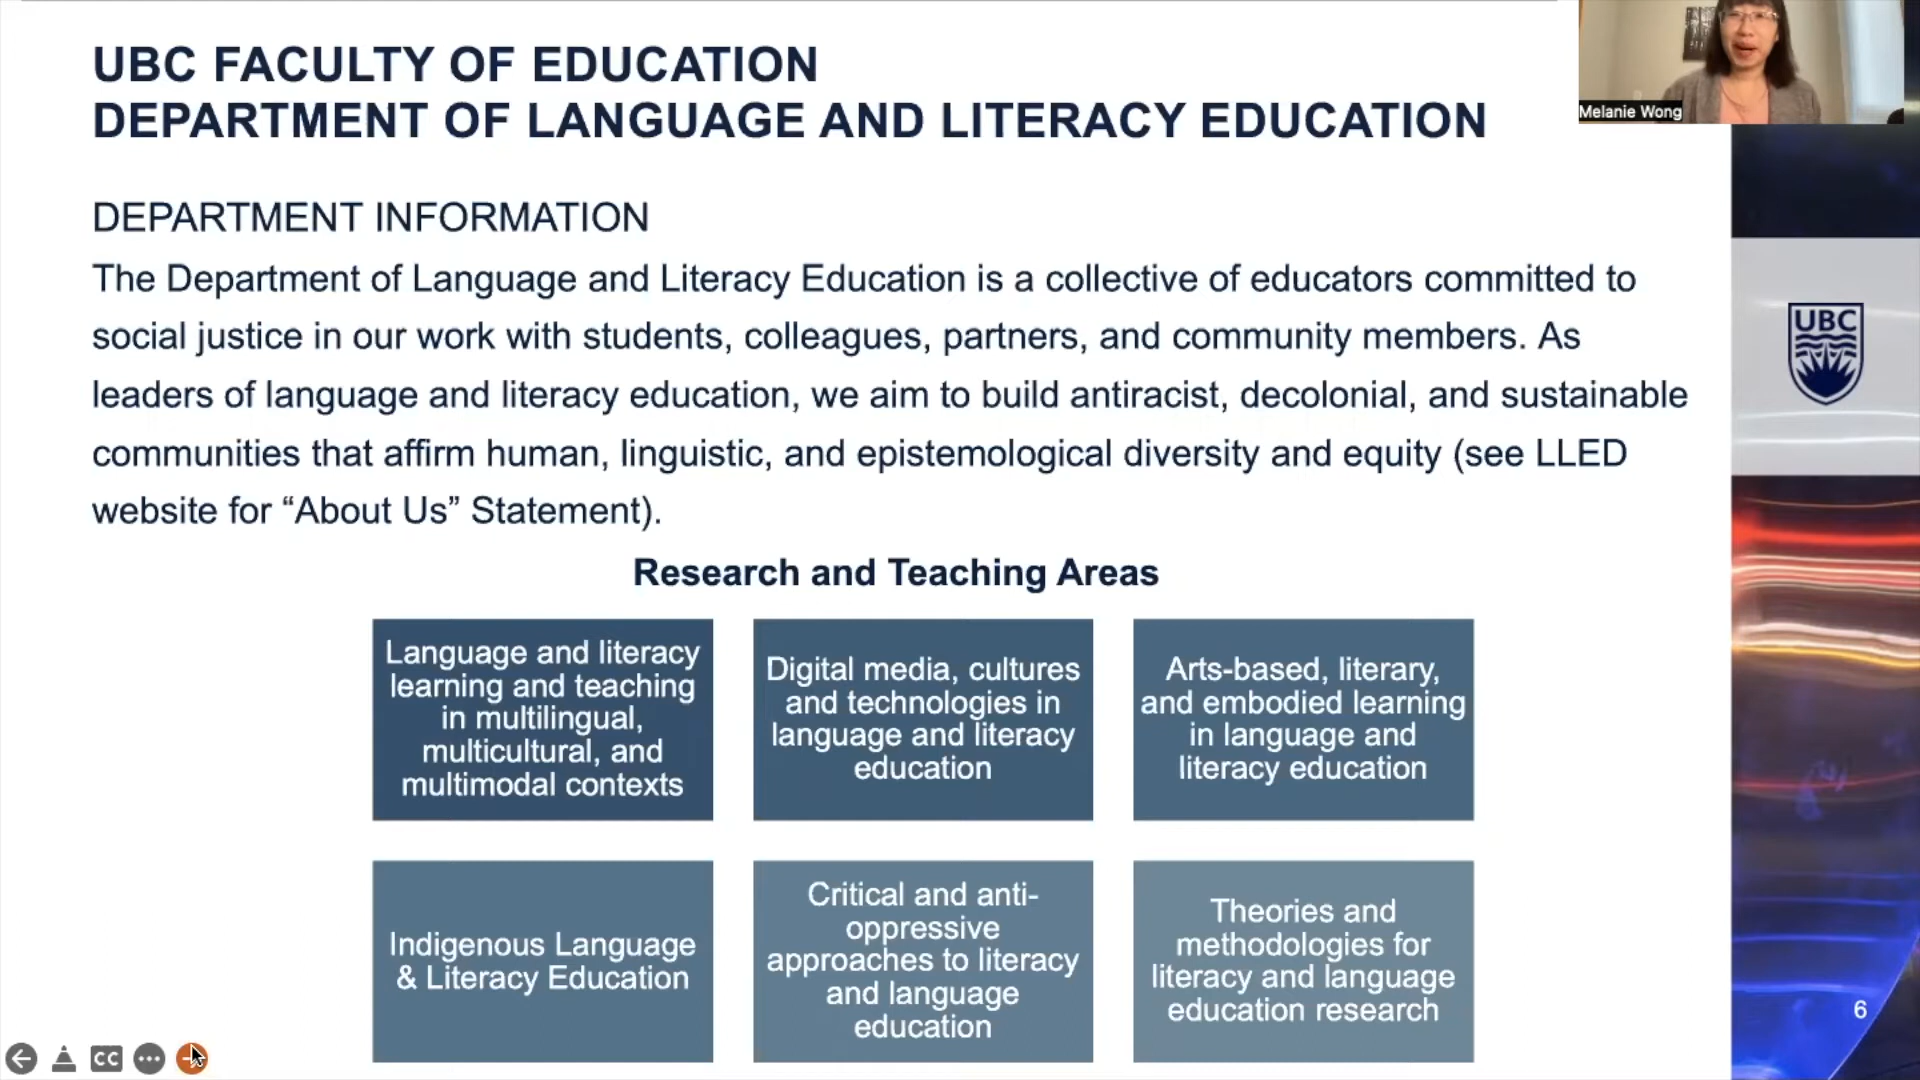 UBC FACULTY OF EDUCATION
DEPARTMENT OF LANGUAGE AND LITERACY EDUCATION
Melanie Wong
DEPARTMENT INFORMATION
The Department of Language and Literacy Education is a collective of educators committed to
social justice in our work with students, colleagues, partners, and community members. As
leaders of language and literacy education, we aim to build antiracist, decolonial, and sustainable
communities that affirm human, linguistic, and epistemological diversity and equity (see LLED
website for “About Us” Statement).
UBC
Research and Teaching Areas
Language and literacy
learning and teaching
in multilingual,
multicultural, and
multimodal contexts
Digital media, cultures
and technologies in
language and literacy
education
Arts-based, literary,
and embodied learning
in language and
literacy education
Indigenous Language
& Literacy Education
Critical and anti-
oppressive
approaches to literacy
and language
education
Theories and
methodologies for
literacy and language
education research
6
CC